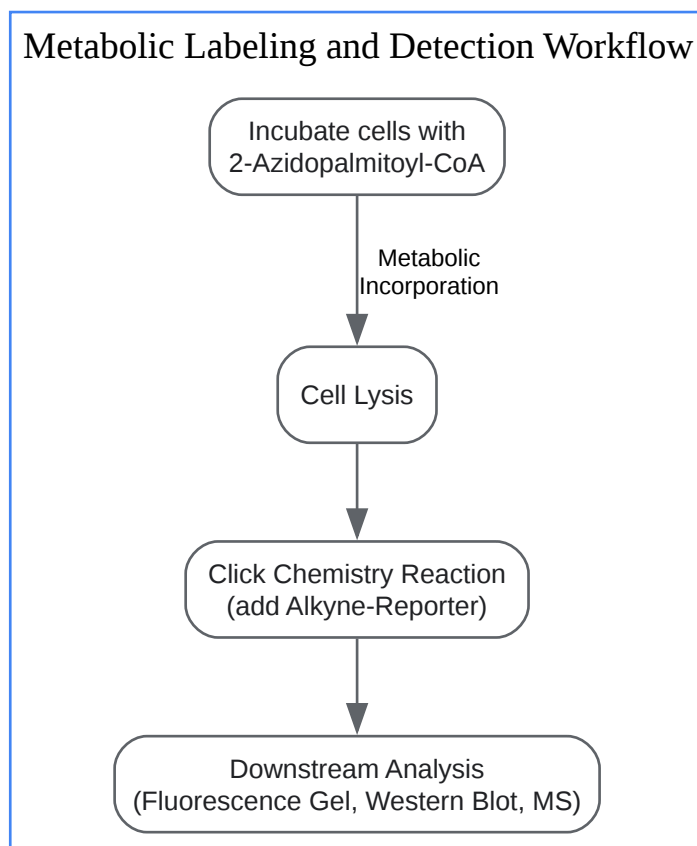 Metabolic Labeling and Detection Workflow
Incubate cells with
2-Azidopalmitoyl-CoA
Metabolic
Incorporation
Cell Lysis
Click Chemistry Reaction
(add Alkyne-Reporter)
Downstream Analysis
(Fluorescence Gel, Western Blot, MS)